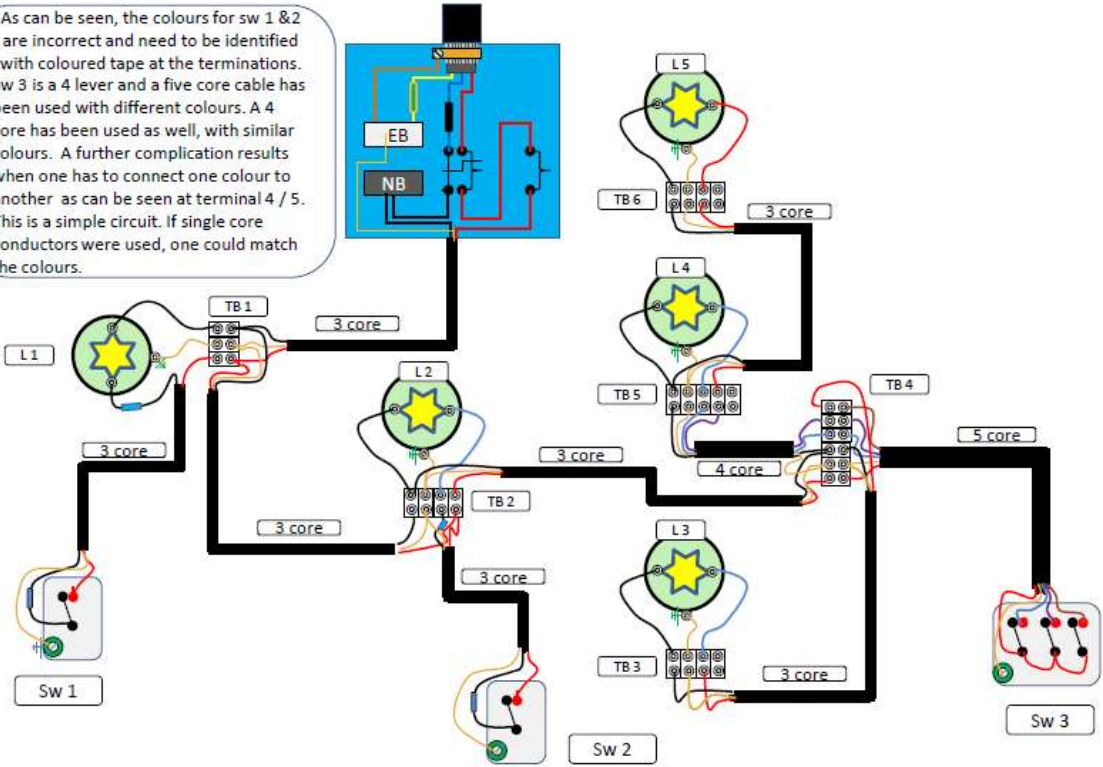 As can be seen, the colours for sw 1 &2
are incorrect and need to be identified
with coloured tape at the terminations.
w 3 is a 4 lever and a five core cable has
een used with different colours. A 4
ore has been used as well, with similar
olours. A further complication results
when one has to connect one colour to
nother as can be seen at terminal 4 / 5.
his is a simple circuit. If single core
onductors were used, one could match
he colours.
EB
NB
L 5
TB 6
3 core
L 4
TB 5
TB 4
5 core
4 core
TB 1
3 core
L 1
L 2
3 core
3 core
TB 2
3 core
3 core
L 3
TB 3
3 core
Sw 1
Sw 2
Sw 3